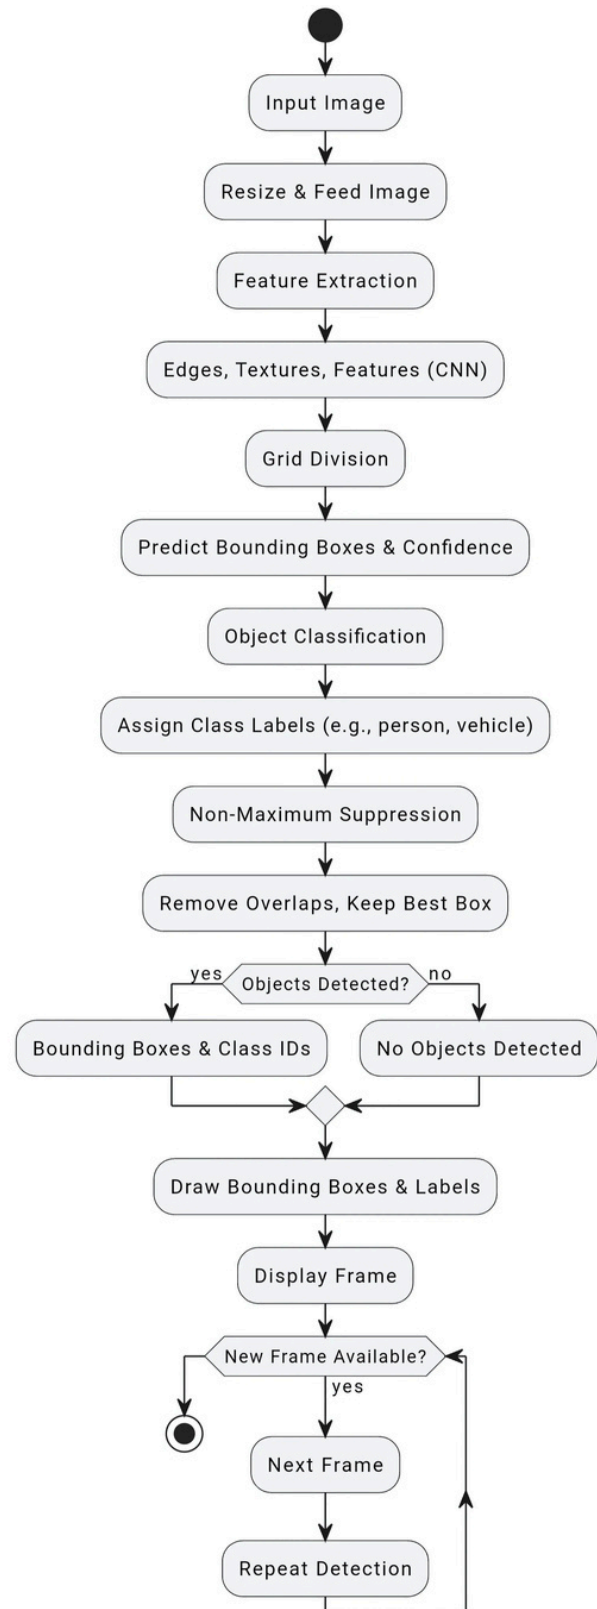 Input Image
Resize & Feed Image
Feature Extraction
Edges, Textures, Features (CNN)
Grid Division
Predict Bounding Boxes & Confidence
Object Classification
Assign Class Labels (e.g., person, vehicle)
Non-Maximum Suppression
Remove Overlaps, Keep Best Box
yes
Objects Detected?
no
Bounding Boxes & Class IDs
No Objects Detected
Draw Bounding Boxes & Labels
Display Frame
New Frame Available?
yes
Next Frame
Repeat Detection